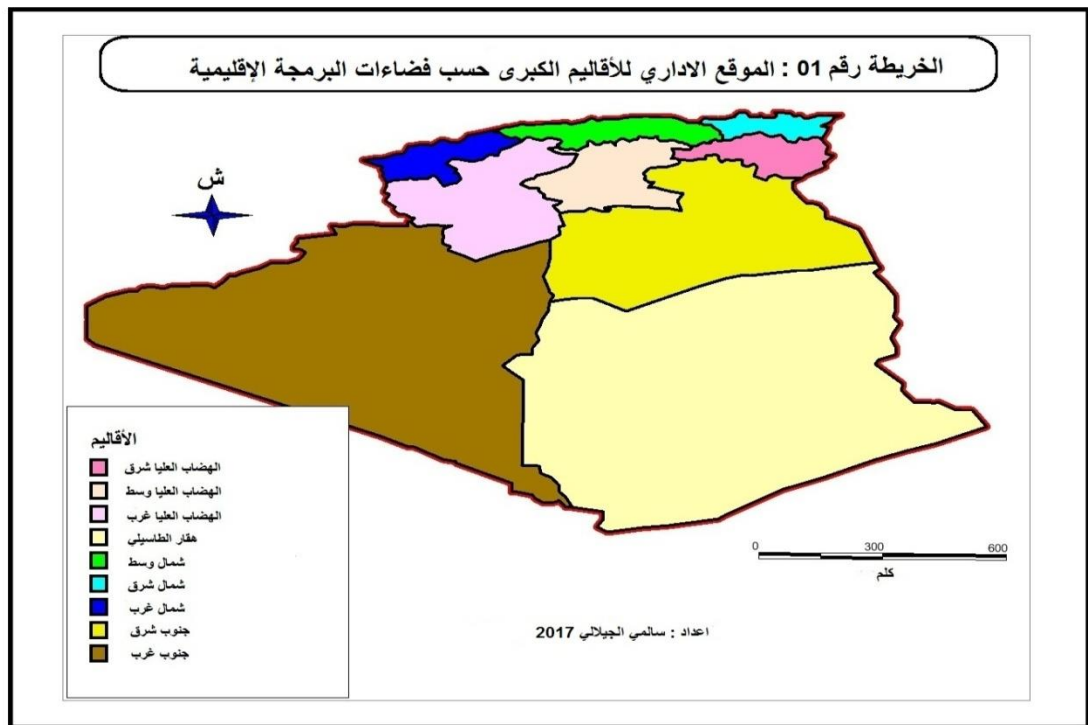 الخريطة رقم 01 : الموقع الاداري للأقاليم الكبرى حسب فضاءات البرمجة الإقليمية
ش
الأقاليم
الهضاب العليا شرق
الهضاب العليا وسط
الهضاب العليا غرب
هقار الطاسيلي
شمال وسط
شمال شرق
شمال غرب
جنوب شرق
جنوب غرب
0 300 600
كلم
اعداد : سالمي الجيلالي 2017